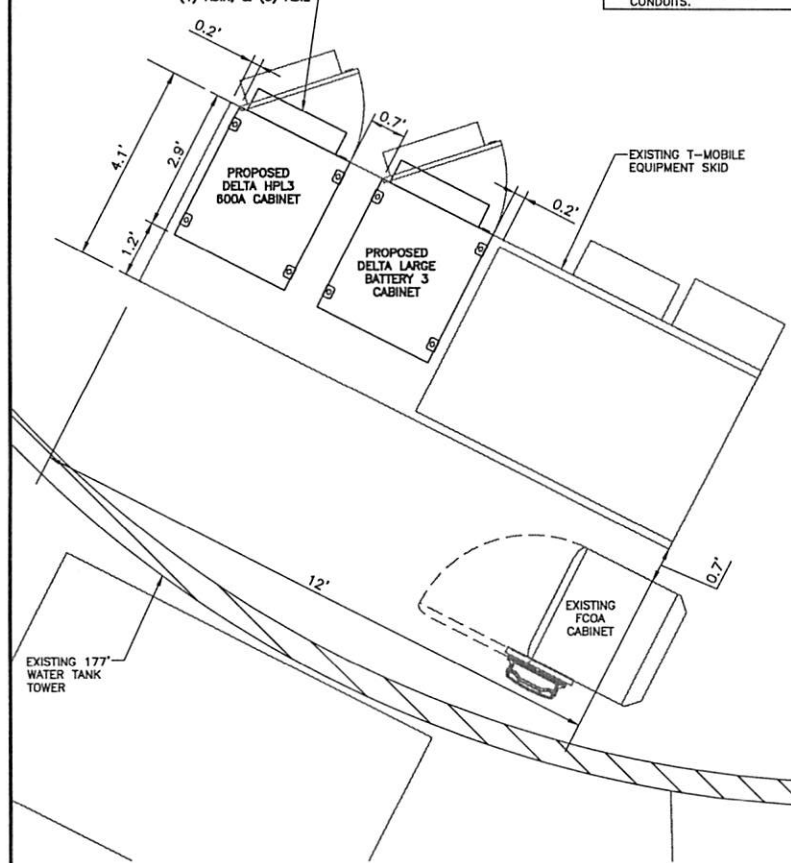 CONDUITS.
0.2'
4.1'
2.9'
1.2'
0.7'
0.2'
PROPOSED
DELTA HPL3
600A CABINET
PROPOSED
DELTA LARGE
BATTERY 3
CABINET
EXISTING T-MOBILE
EQUIPMENT SKID
12'
0.7'
EXISTING
FCOA
CABINET
EXISTING 177'
WATER TANK
TOWER